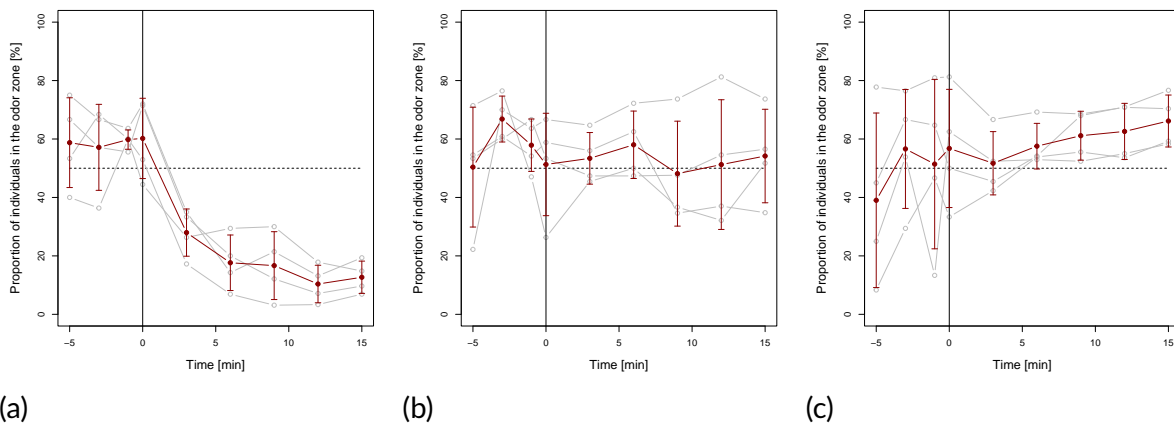 Proportion of individuals in the odor zone [%]
0 20 40 60 80 100
−5 0 5 10 15
Time [min]
(a)
Proportion of individuals in the odor zone [%]
0 20 40 60 80 100
−5 0 5 10 15
Time [min]
(b)
Proportion of individuals in the odor zone [%]
0 20 40 60 80 100
−5 0 5 10 15
Time [min]
(c)